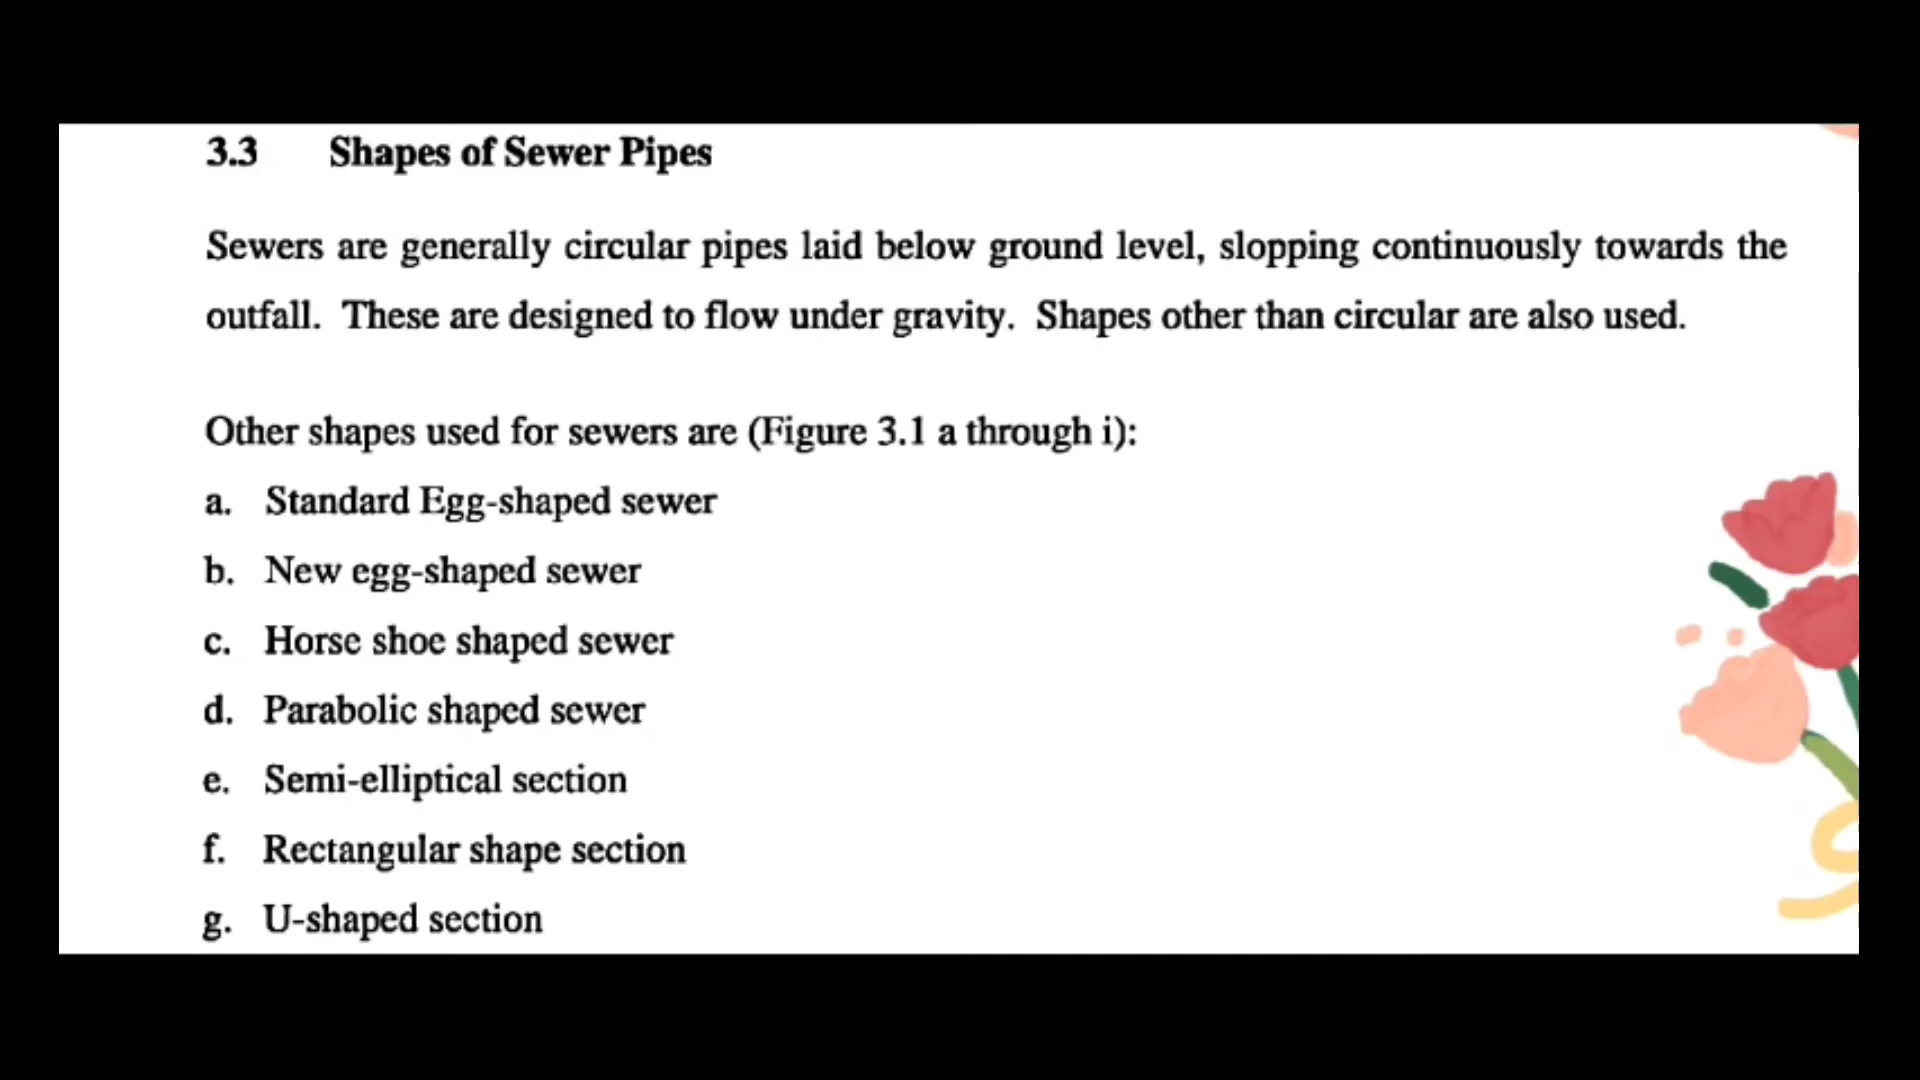 3.3 Shapes of Sewer Pipes
Sewers are generally circular pipes laid below ground level, slopping continuously towards the
outfall. These are designed to flow under gravity. Shapes other than circular are also used.
Other shapes used for sewers are (Figure 3.1 a through i):
a. Standard Egg-shaped sewer
b. New egg-shaped sewer
c. Horse shoe shaped sewer
d. Parabolic shaped sewer
e. Semi-elliptical section
f. Rectangular shape section
g. U-shaped section